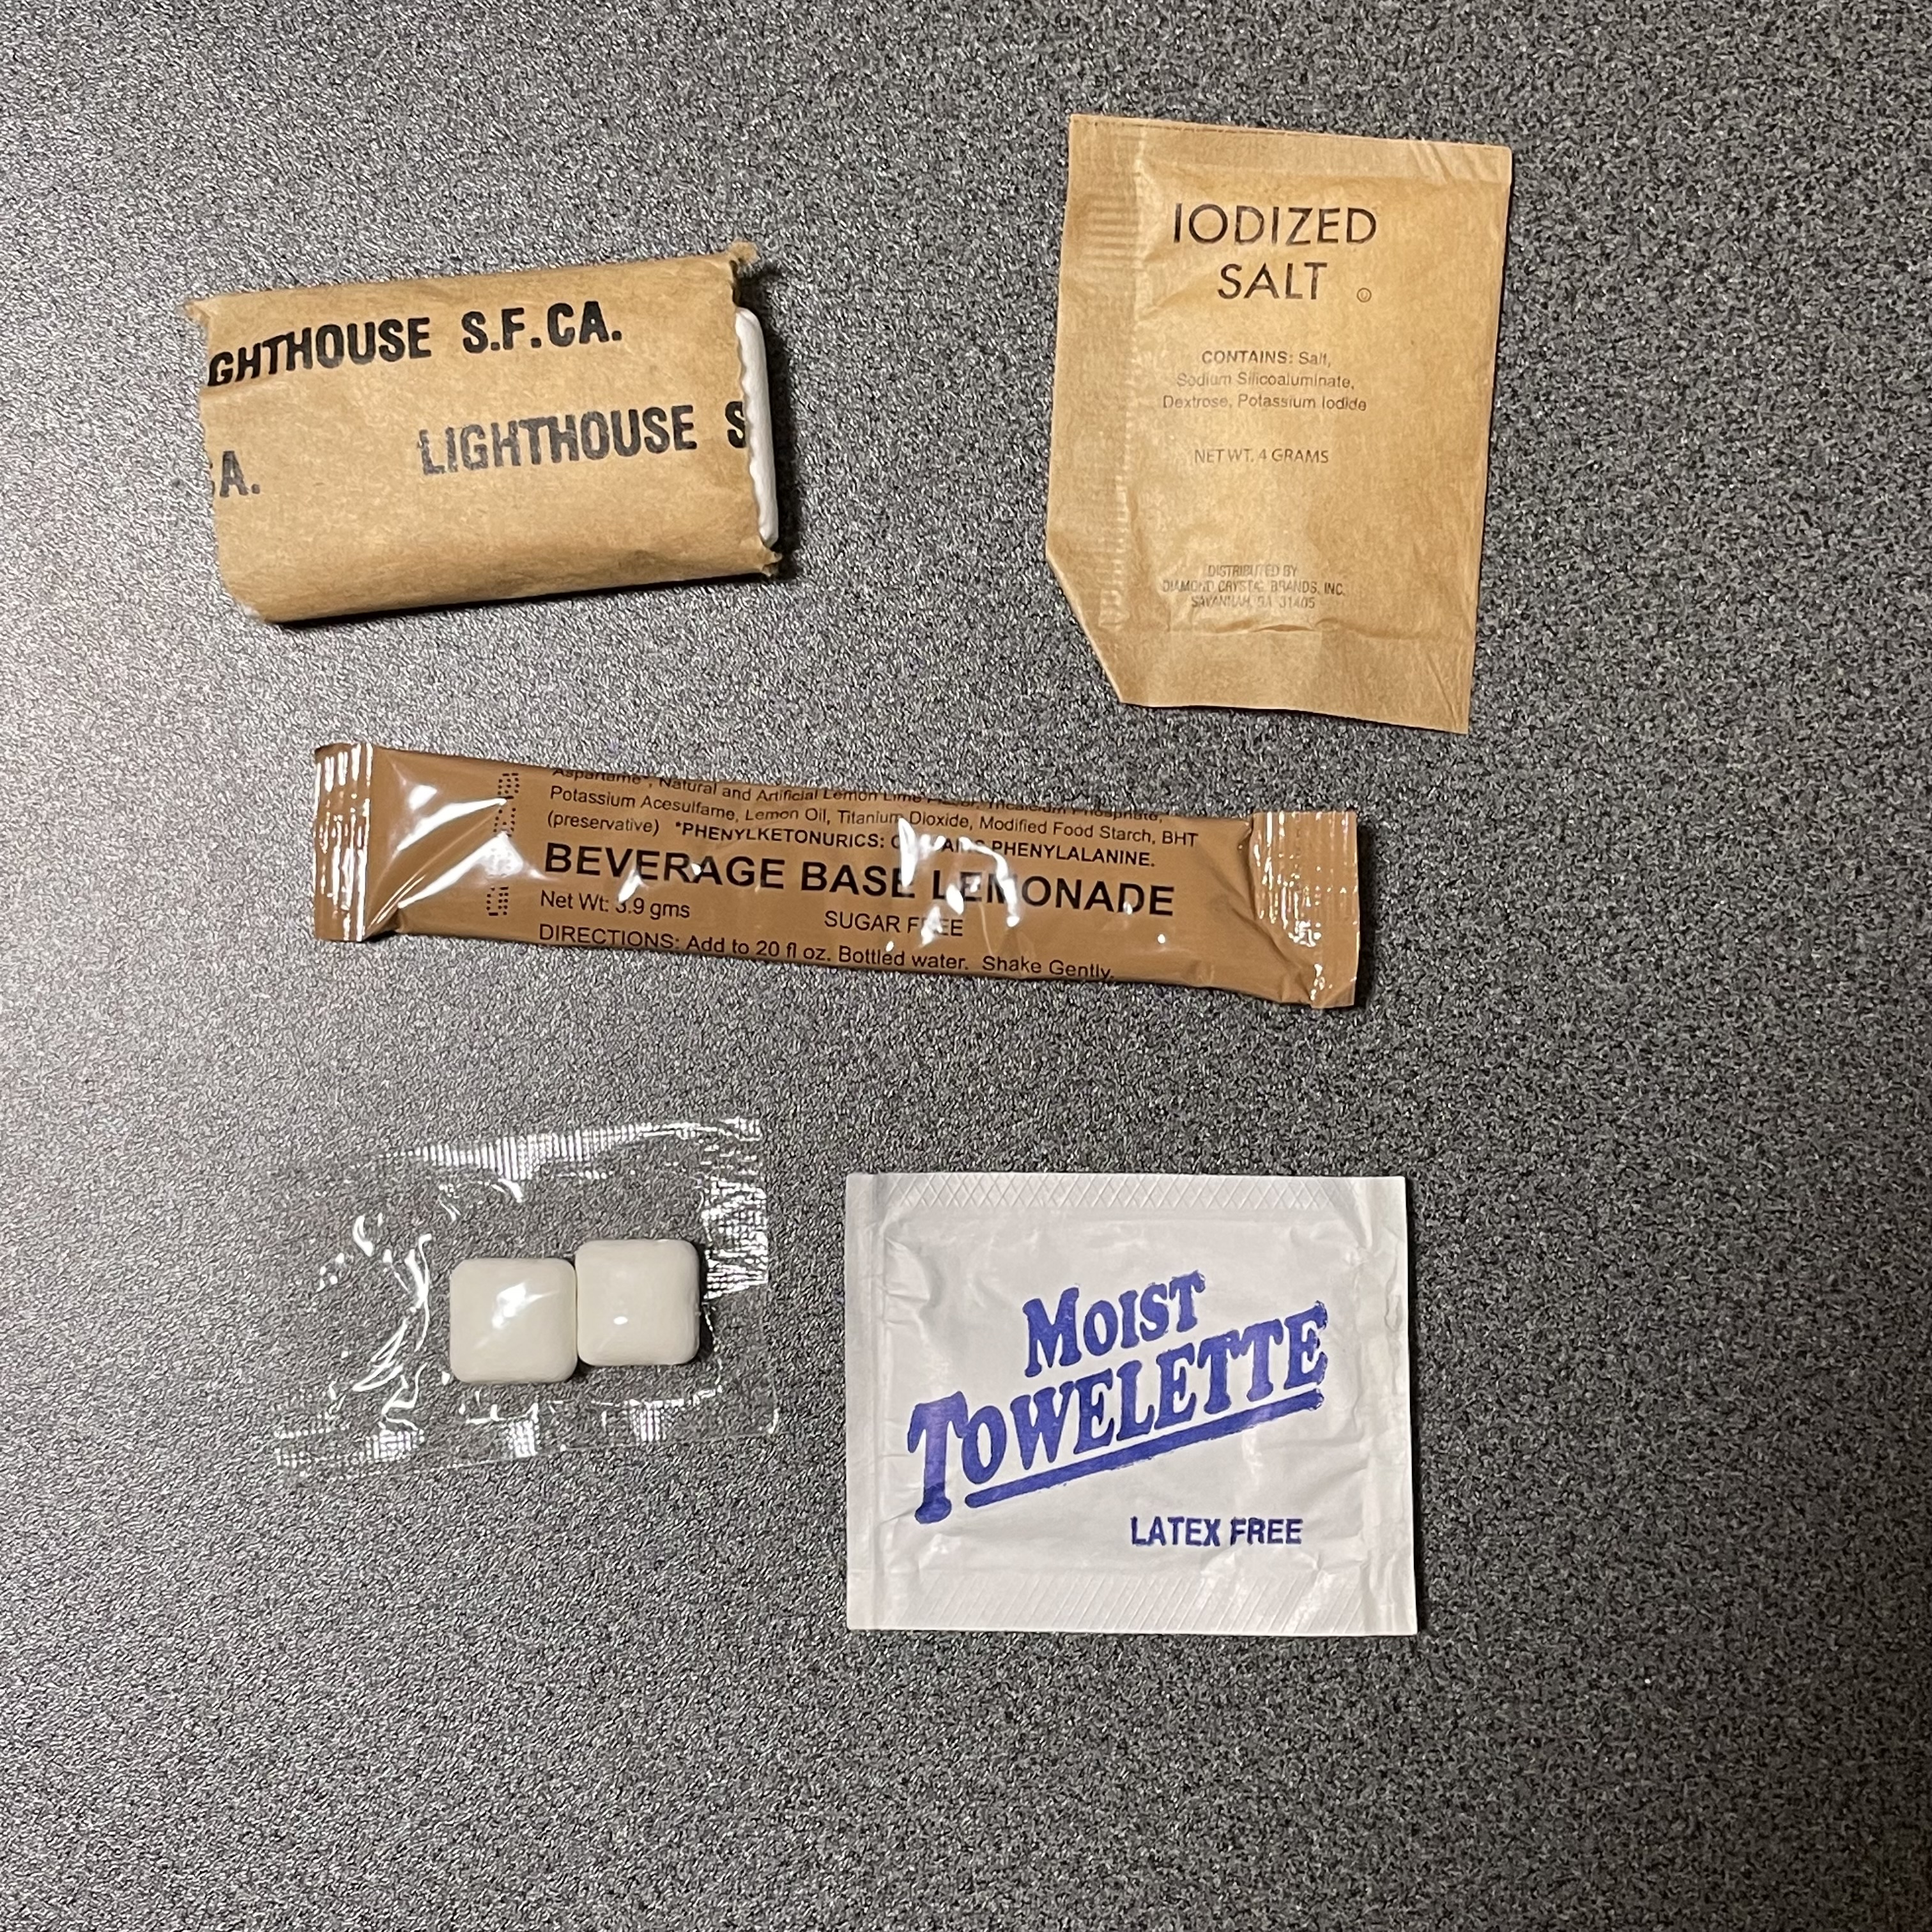 GHTHOUSE S.F.CA.
LIGHTHOUSE S
A.
IODIZED
SALT
CONTAINS: Salt,
Sodium Silicoaluminate,
Dextrose, Potassium Iodide
NET WT. 4 GRAMS
DISTRIBUTED BY
DIAMOND CRYSTAL BRANDS, INC.
SAVANNAH, GA 31405
Aspartame*, Natural and Artificial Lemon Lime Flavor, Tricalcium Phosphate,
Potassium Acesulfame, Lemon Oil, Titanium Dioxide, Modified Food Starch, BHT
(preservative) *PHENYLKETONURICS: CONTAINS PHENYLALANINE.
BEVERAGE BASE LEMONADE
Net Wt: 3.9 gms
SUGAR FREE
DIRECTIONS: Add to 20 fl oz. Bottled water. Shake Gently.
MOIST
TOWELETTE
LATEX FREE